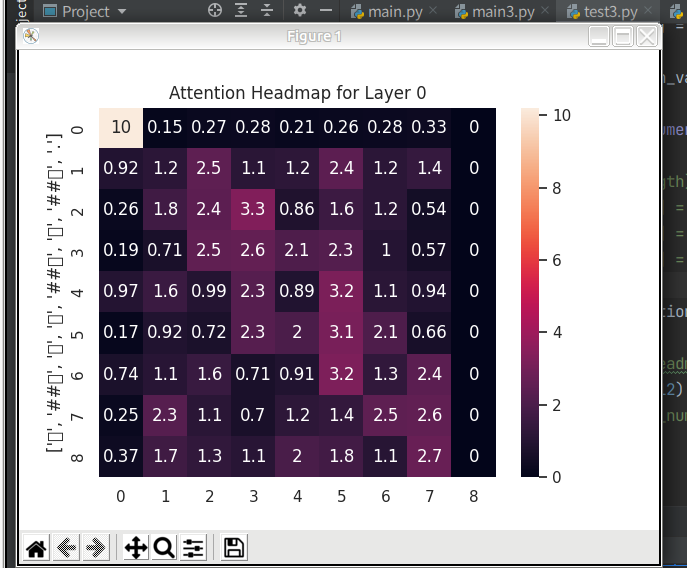 Project
main.py
main3.py
test3.py
Figure 1
Attention Headmap for Layer 0
0 10 0.15 0.27 0.28 0.21 0.26 0.28 0.33 0
1 0.92 1.2 2.5 1.1 1.2 2.4 1.2 1.4 0
2 0.26 1.8 2.4 3.3 0.86 1.6 1.2 0.54 0
3 0.19 0.71 2.5 2.6 2.1 2.3 1 0.57 0
4 0.97 1.6 0.99 2.3 0.89 3.2 1.1 0.94 0
5 0.17 0.92 0.72 2.3 2 3.1 2.1 0.66 0
6 0.74 1.1 1.6 0.71 0.91 3.2 1.3 2.4 0
7 0.25 2.3 1.1 0.7 1.2 1.4 2.5 2.6 0
8 0.37 1.7 1.3 1.1 2 1.8 1.1 2.7 0
0 1 2 3 4 5 6 7 8
['▯', '##▯', '▯', '▯', '##▯', '▯', '##▯', '.']
10
8
6
4
2
0